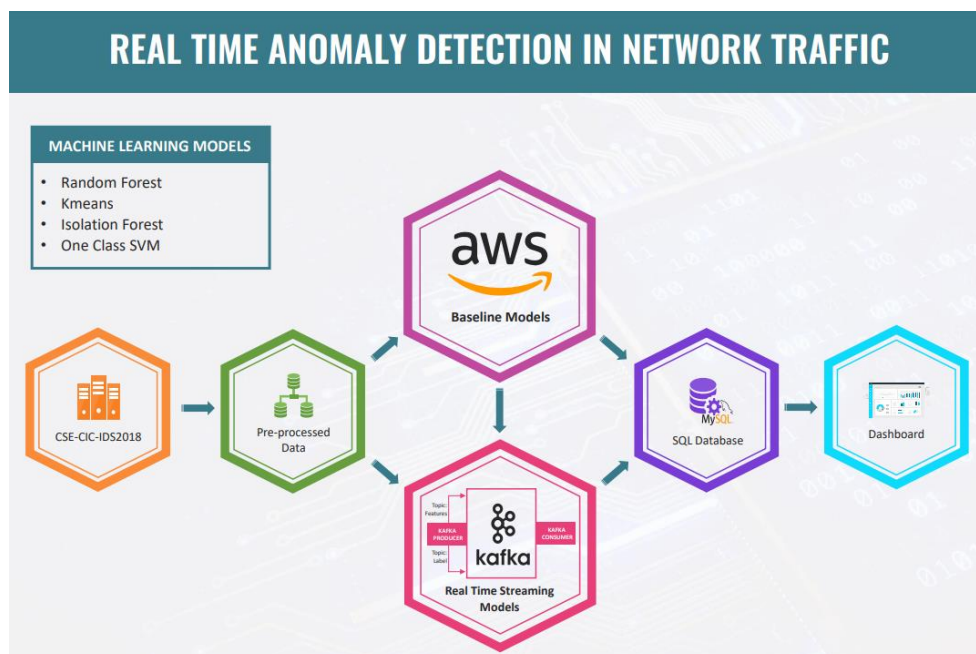 REAL TIME ANOMALY DETECTION IN NETWORK TRAFFIC
MACHINE LEARNING MODELS
• Random Forest
• Kmeans
• Isolation Forest
• One Class SVM
aws
Baseline Models
CSE-CIC-IDS2018
Pre-processed
Data
MySQL
SQL Database
Dashboard
Topic:
Features
KAFKA
PRODUCER
Topic:
Label
kafka
KAFKA
CONSUMER
Real Time Streaming
Models